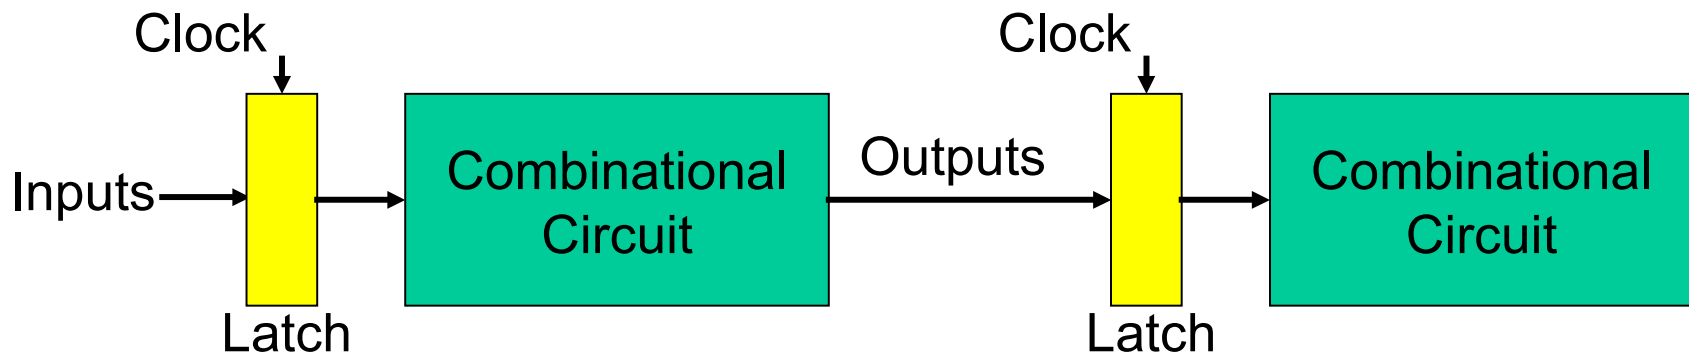 Clock
Clock
Inputs
Combinational
Circuit
Outputs
Combinational
Circuit
Latch
Latch